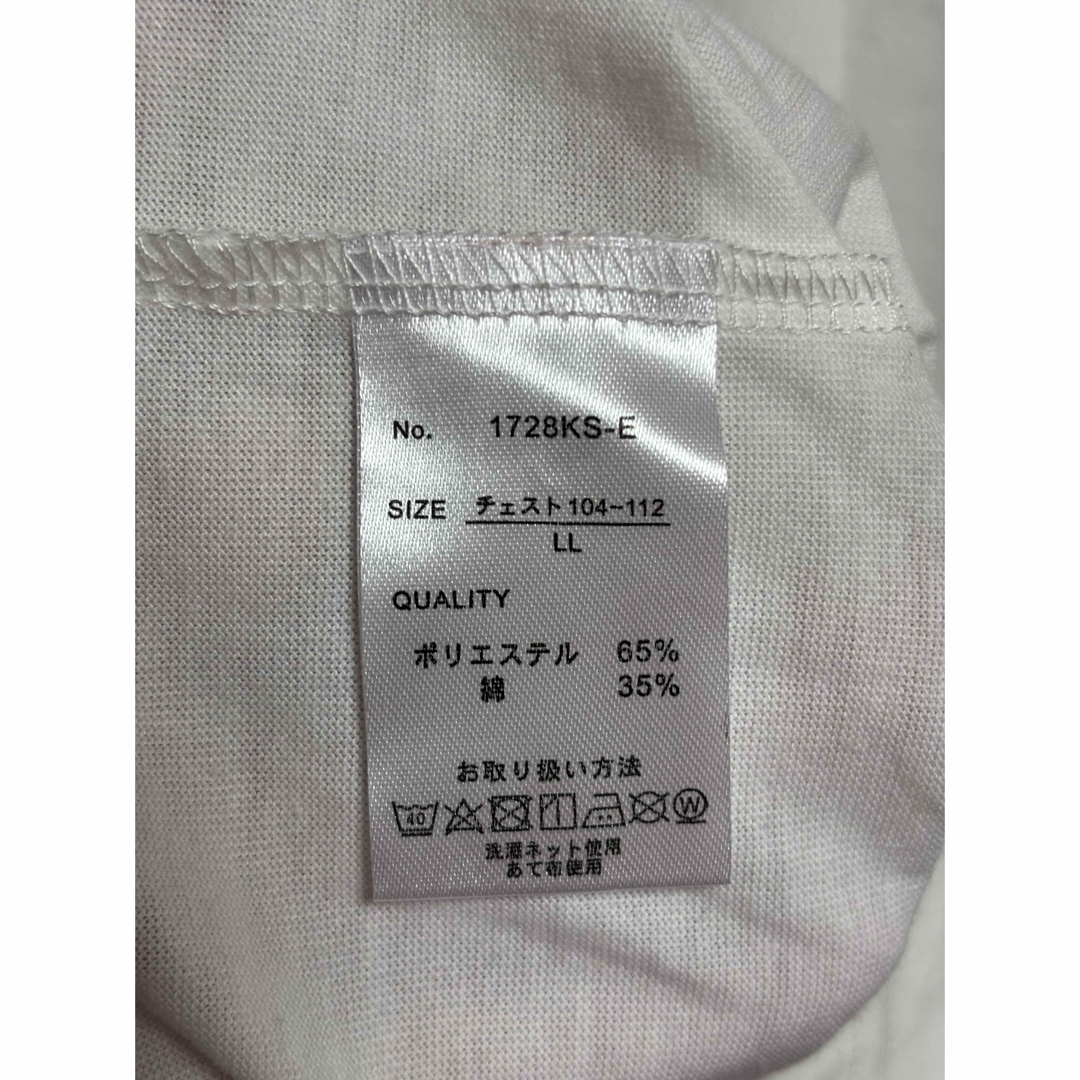 No. 1728KS-E
SIZE チェスト104~112
LL
QUALITY
ポリエステル 65%
綿 35%
お取り扱い方法
40 W
洗濯ネット使用
あて布使用